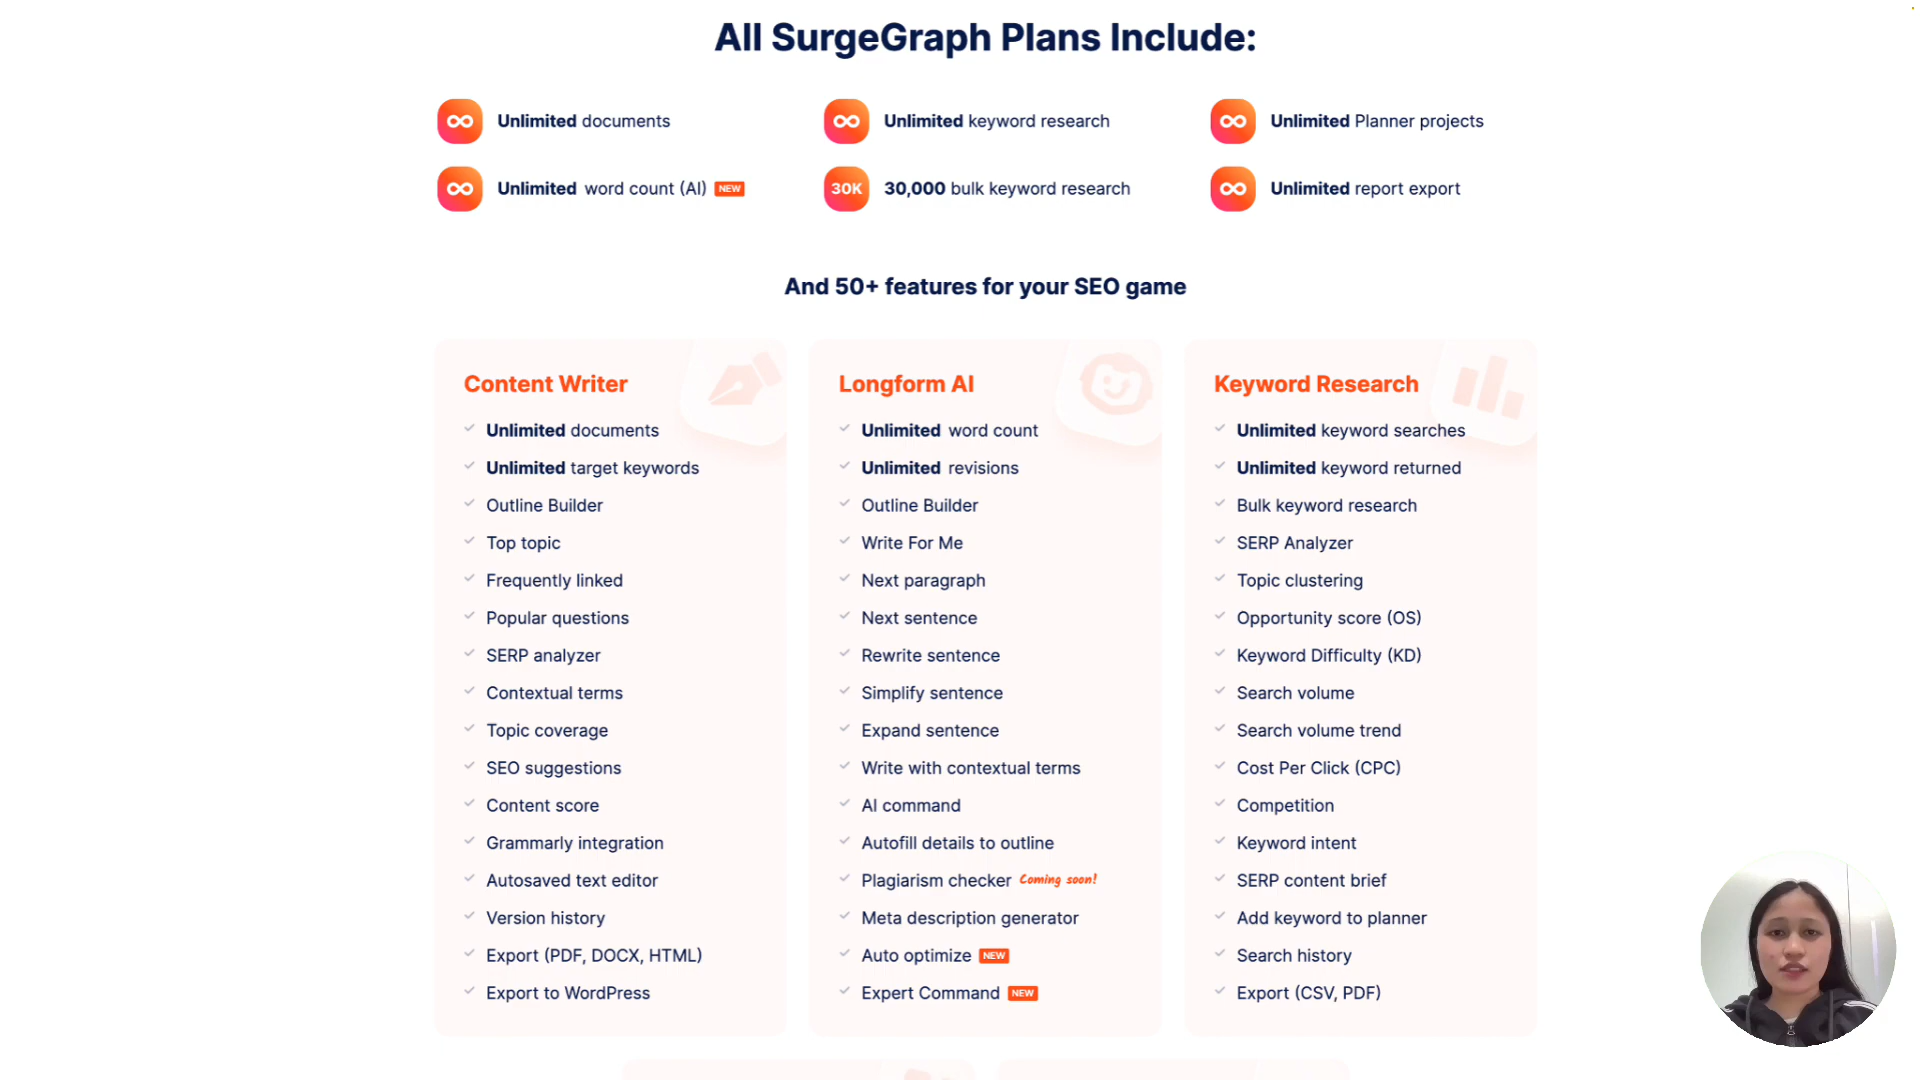 All SurgeGraph Plans Include:
Unlimited documents
Unlimited keyword research
Unlimited Planner projects
Unlimited word count (AI) NEW
30K 30,000 bulk keyword research
Unlimited report export
And 50+ features for your SEO game
Content Writer
Unlimited documents
Unlimited target keywords
Outline Builder
Top topic
Frequently linked
Popular questions
SERP analyzer
Contextual terms
Topic coverage
SEO suggestions
Content score
Grammarly integration
Autosaved text editor
Version history
Export (PDF, DOCX, HTML)
Export to WordPress
Longform AI
Unlimited word count
Unlimited revisions
Outline Builder
Write For Me
Next paragraph
Next sentence
Rewrite sentence
Simplify sentence
Expand sentence
Write with contextual terms
AI command
Autofill details to outline
Plagiarism checker Coming soon!
Meta description generator
Auto optimize NEW
Expert Command NEW
Keyword Research
Unlimited keyword searches
Unlimited keyword returned
Bulk keyword research
SERP Analyzer
Topic clustering
Opportunity score (OS)
Keyword Difficulty (KD)
Search volume
Search volume trend
Cost Per Click (CPC)
Competition
Keyword intent
SERP content brief
Add keyword to planner
Search history
Export (CSV, PDF)